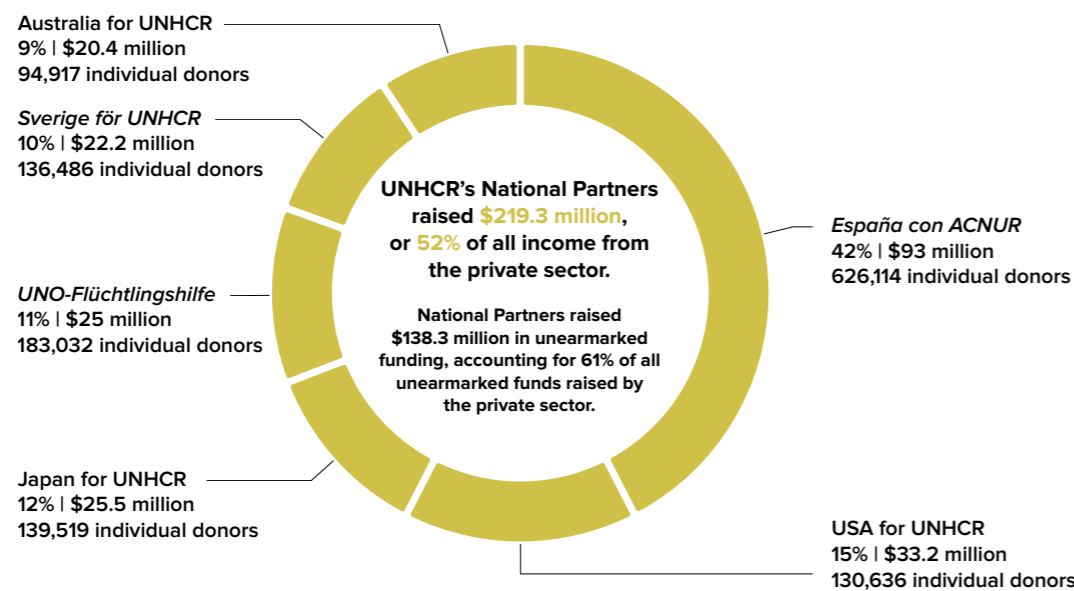 Australia for UNHCR
9% | $20.4 million
94,917 individual donors
Sverige för UNHCR
10% | $22.2 million
136,486 individual donors
UNO-Flüchtlingshilfe
11% | $25 million
183,032 individual donors
Japan for UNHCR
12% | $25.5 million
139,519 individual donors
UNHCR’s National Partners
raised $219.3 million,
or 52% of all income from
the private sector.
National Partners raised
$138.3 million in unearmarked
funding, accounting for 61% of all
unearmarked funds raised by
the private sector.
España con ACNUR
42% | $93 million
626,114 individual donors
USA for UNHCR
15% | $33.2 million
130,636 individual donors